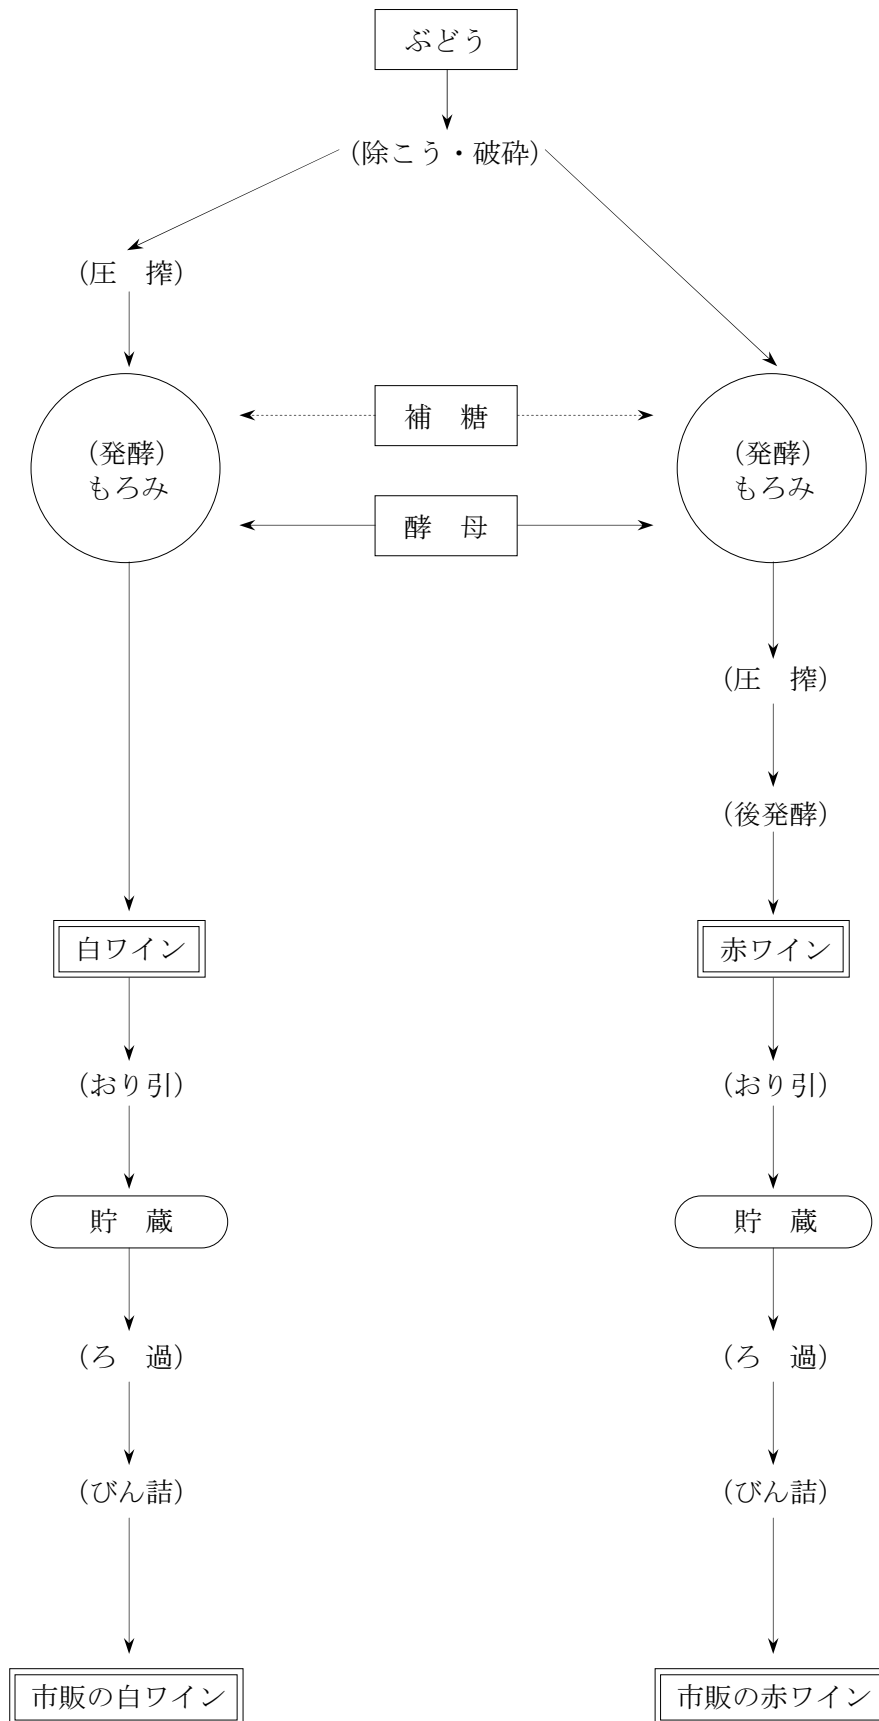 ぶどう
（除こう・破砕）
（圧　搾）
（発酵）
もろみ
補　糖
酵　母
（発酵）
もろみ
（圧　搾）
（後発酵）
白ワイン
赤ワイン
（おり引）
（おり引）
貯　蔵
貯　蔵
（ろ　過）
（ろ　過）
（びん詰）
（びん詰）
市販の白ワイン
市販の赤ワイン